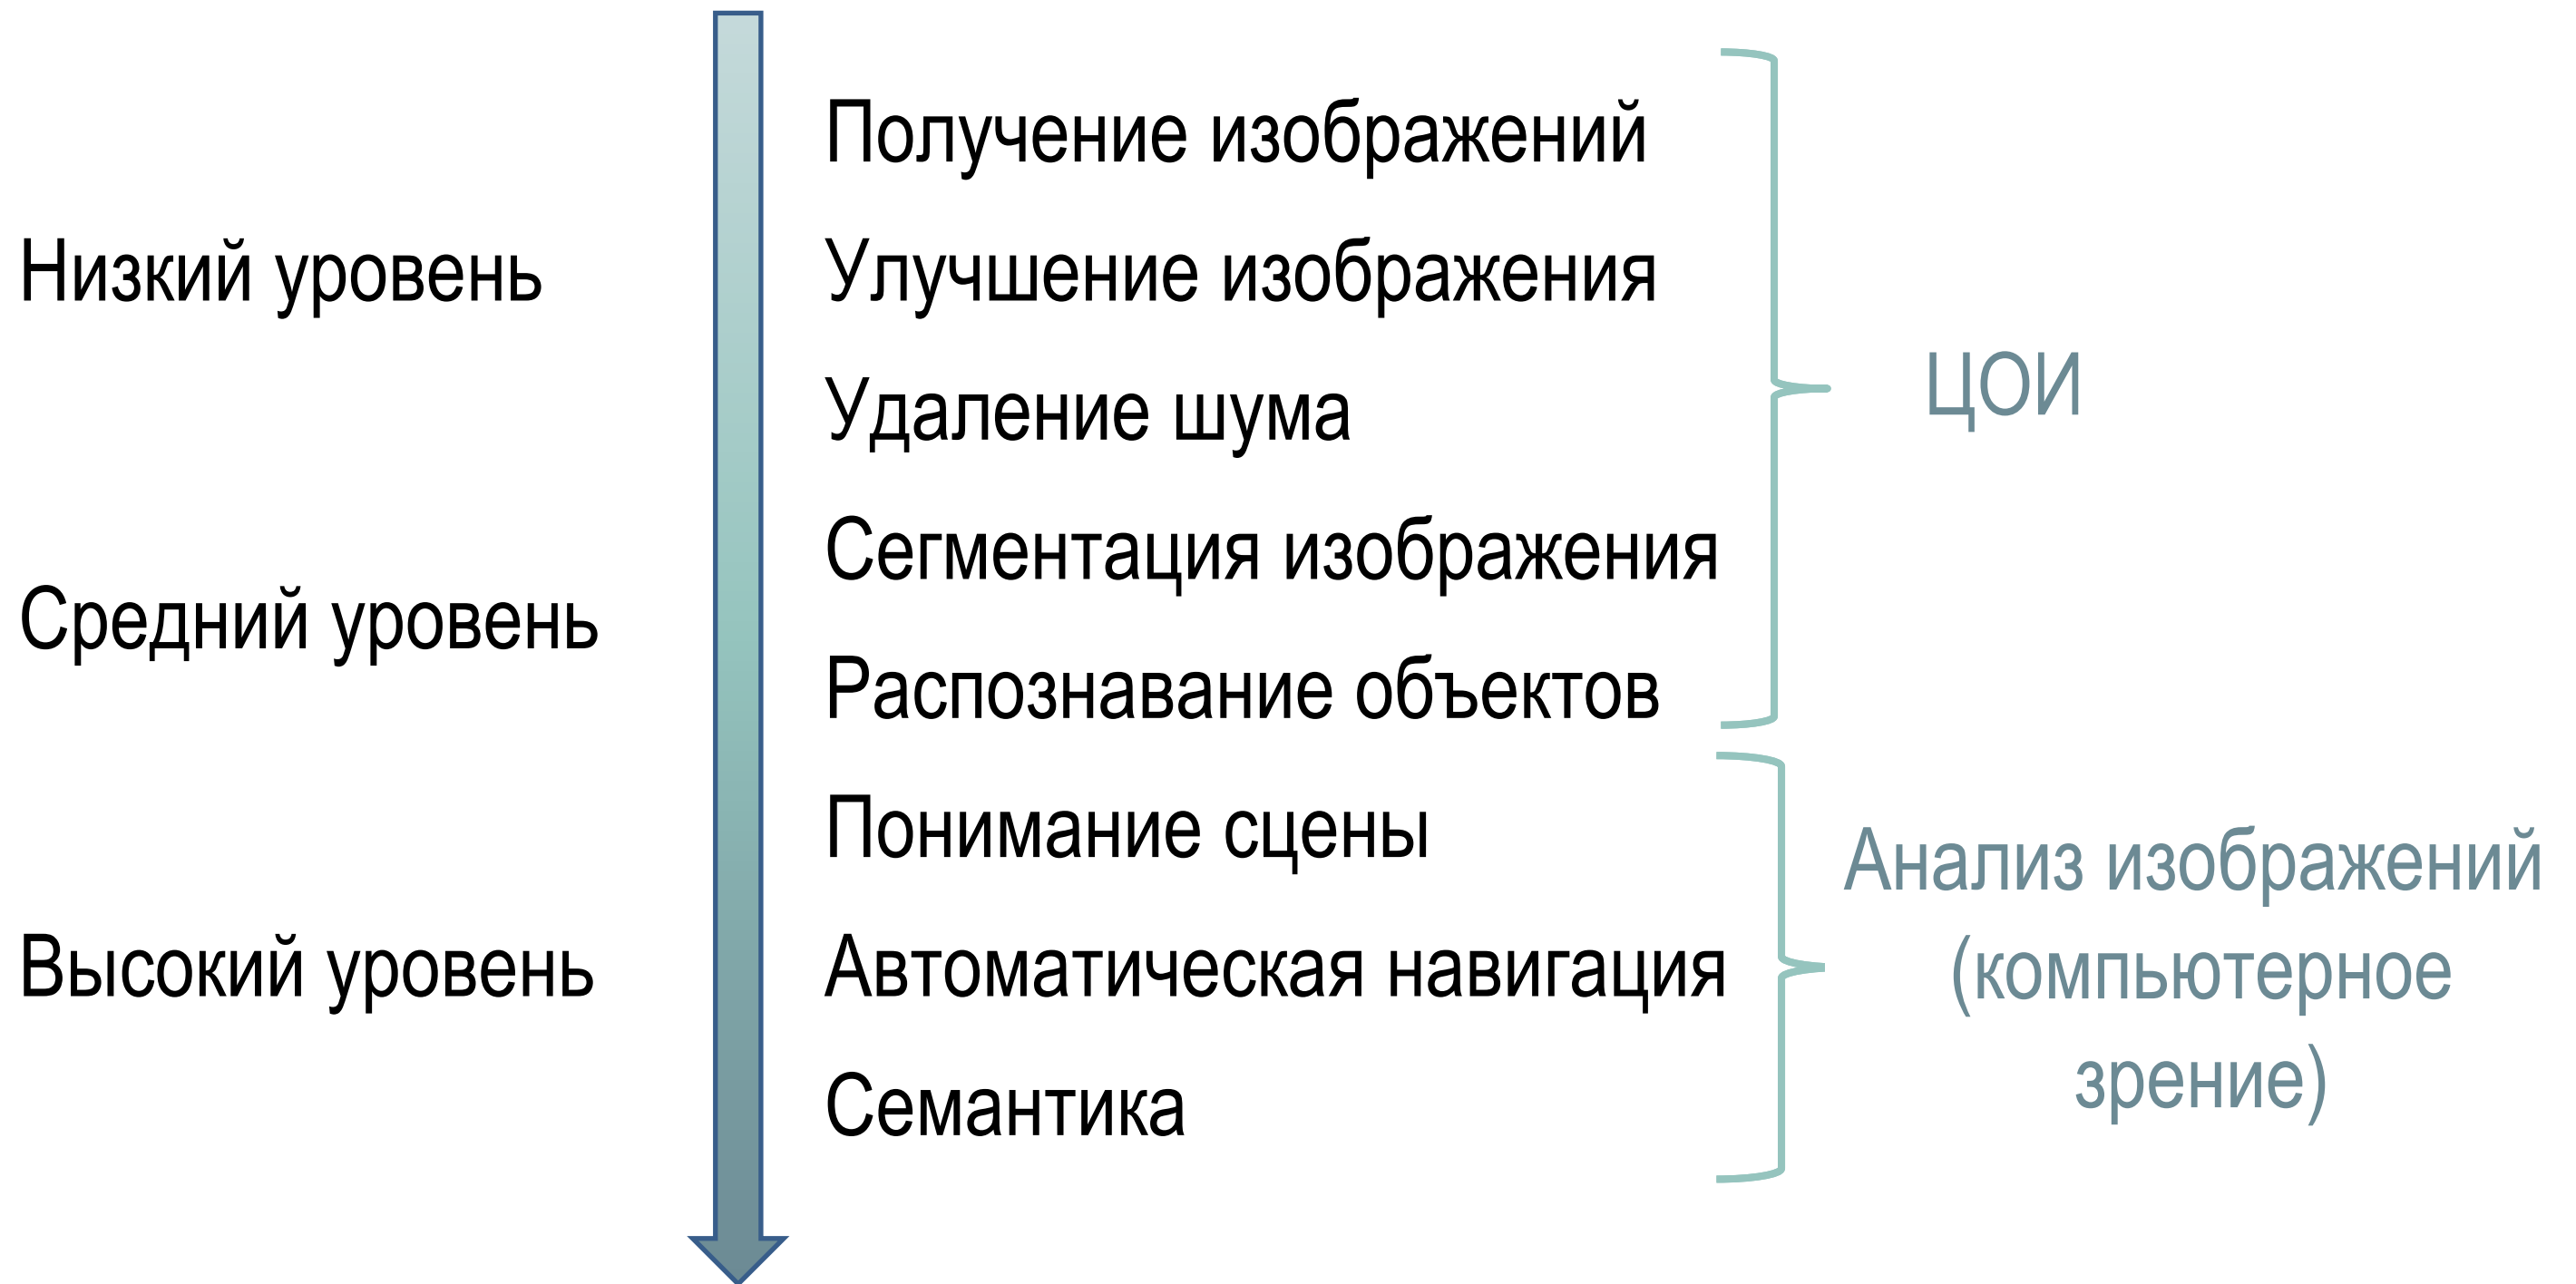 Низкий уровень
Средний уровень
Высокий уровень
Получение изображений
Улучшение изображения
Удаление шума
Сегментация изображения
Распознавание объектов
Понимание сцены
Автоматическая навигация
Семантика
ЦОИ
Анализ изображений
(компьютерное
зрение)